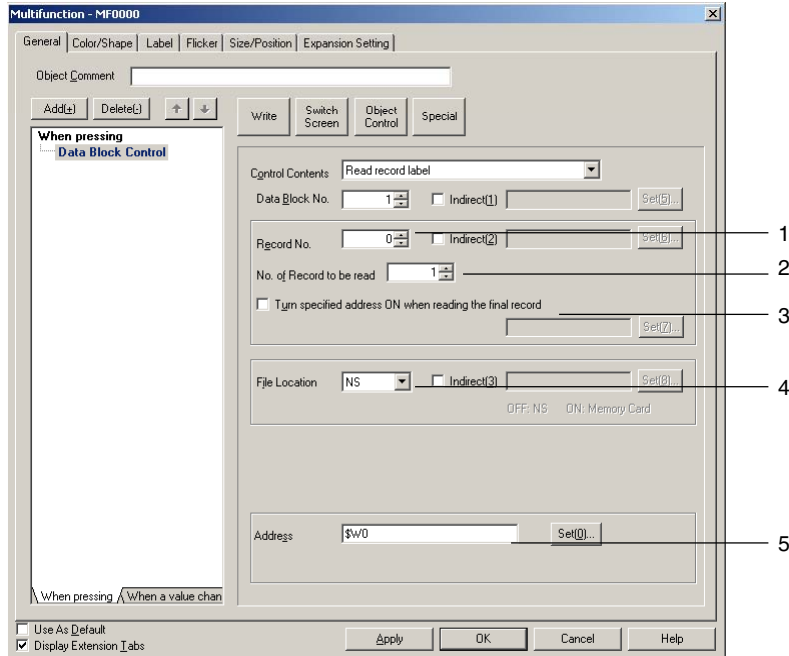 Multifunction - MF0000
General Color/Shape Label Flicker Size/Position Expansion Setting
Object Comment
Add(+) Delete(-)
Write Switch Screen Object Control Special
When pressing
Data Block Control
Control Contents Read record label
Data Block No. 1 Indirect(1) Set(5)...
Record No. 0 Indirect(2) Set(6)... 1
No. of Record to be read 1 2
Turn specified address ON when reading the final record 3
Set(7)...
File Location NS Indirect(3) Set(8)... 4
OFF: NS ON: Memory Card
Address $W0 Set(0)... 5
When pressing When a value chan
Use As Default
Display Extension Tabs
Apply OK Cancel Help